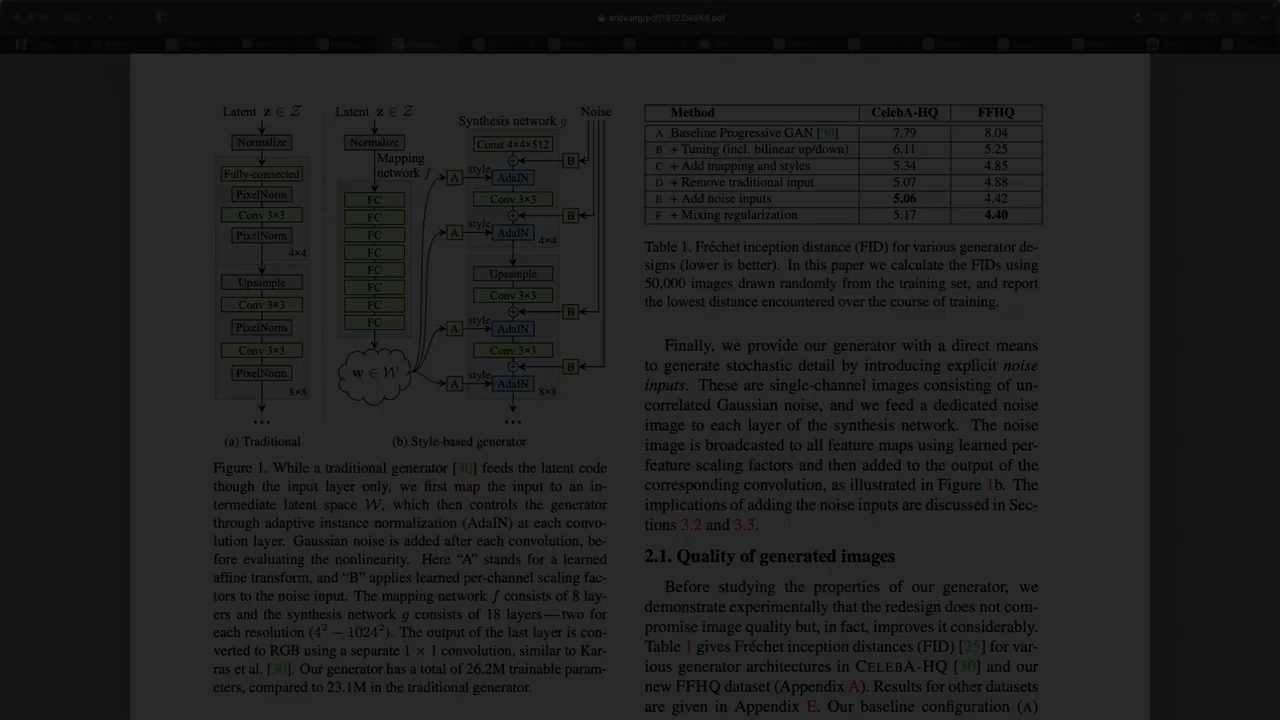 arxiv.org/pdf/1812.04948.pdf
Latent z ∈ Z
Normalize
Fully-connected
PixelNorm
Conv 3×3
PixelNorm
4×4
Upsample
Conv 3×3
PixelNorm
Conv 3×3
PixelNorm
8×8
...
(a) Traditional
Latent z ∈ Z
Normalize
Mapping
network f
FC
FC
FC
FC
FC
FC
FC
FC
w ∈ W
Synthesis network g
Noise
Const 4×4×512
B
A
style
AdaIN
Conv 3×3
B
A
style
AdaIN
4×4
Upsample
Conv 3×3
B
A
style
AdaIN
Conv 3×3
B
A
style
AdaIN
8×8
...
(b) Style-based generator
Figure 1. While a traditional generator [30] feeds the latent code
though the input layer only, we first map the input to an in-
termediate latent space W, which then controls the generator
through adaptive instance normalization (AdaIN) at each convo-
lution layer. Gaussian noise is added after each convolution, be-
fore evaluating the nonlinearity. Here “A” stands for a learned
affine transform, and “B” applies learned per-channel scaling fac-
tors to the noise input. The mapping network f consists of 8 lay-
ers and the synthesis network g consists of 18 layers — two for
each resolution (4² − 1024²). The output of the last layer is con-
verted to RGB using a separate 1 × 1 convolution, similar to Kar-
ras et al. [30]. Our generator has a total of 26.2M trainable param-
eters, compared to 23.1M in the traditional generator.
Method CelebA-HQ FFHQ
A Baseline Progressive GAN [30] 7.79 8.04
B + Tuning (incl. bilinear up/down) 6.11 5.25
C + Add mapping and styles 5.34 4.85
D + Remove traditional input 5.07 4.88
E + Add noise inputs 5.06 4.42
F + Mixing regularization 5.17 4.40
Table 1. Fréchet inception distance (FID) for various generator de-
signs (lower is better). In this paper we calculate the FIDs using
50,000 images drawn randomly from the training set, and report
the lowest distance encountered over the course of training.
Finally, we provide our generator with a direct means
to generate stochastic detail by introducing explicit noise
inputs. These are single-channel images consisting of un-
correlated Gaussian noise, and we feed a dedicated noise
image to each layer of the synthesis network. The noise
image is broadcasted to all feature maps using learned per-
feature scaling factors and then added to the output of the
corresponding convolution, as illustrated in Figure 1b. The
implications of adding the noise inputs are discussed in Sec-
tions 3.2 and 3.3.
2.1. Quality of generated images
Before studying the properties of our generator, we
demonstrate experimentally that the redesign does not com-
promise image quality but, in fact, improves it considerably.
Table 1 gives Fréchet inception distances (FID) [25] for var-
ious generator architectures in CELEBA-HQ [30] and our
new FFHQ dataset (Appendix A). Results for other datasets
are given in Appendix E. Our baseline configuration (A)